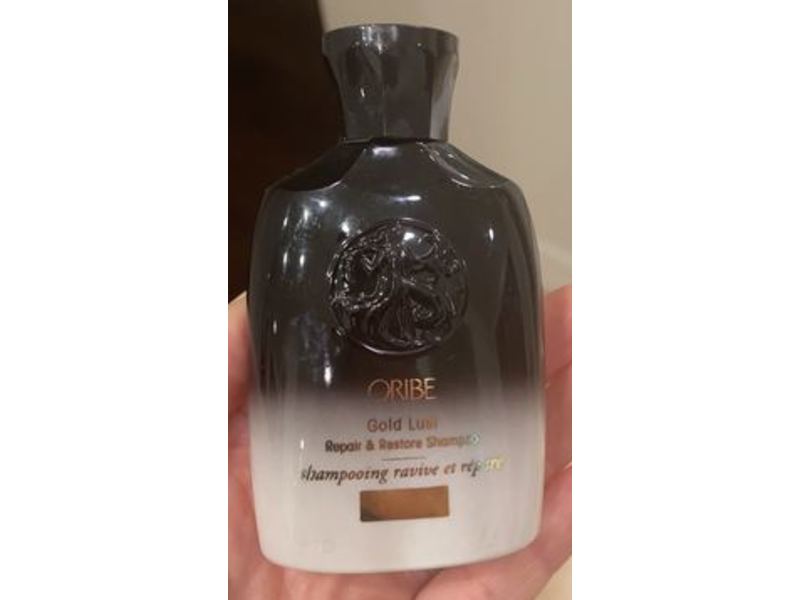 ORIBE
Gold Lust
Repair & Restore Shampoo
shampooing ravive et répare